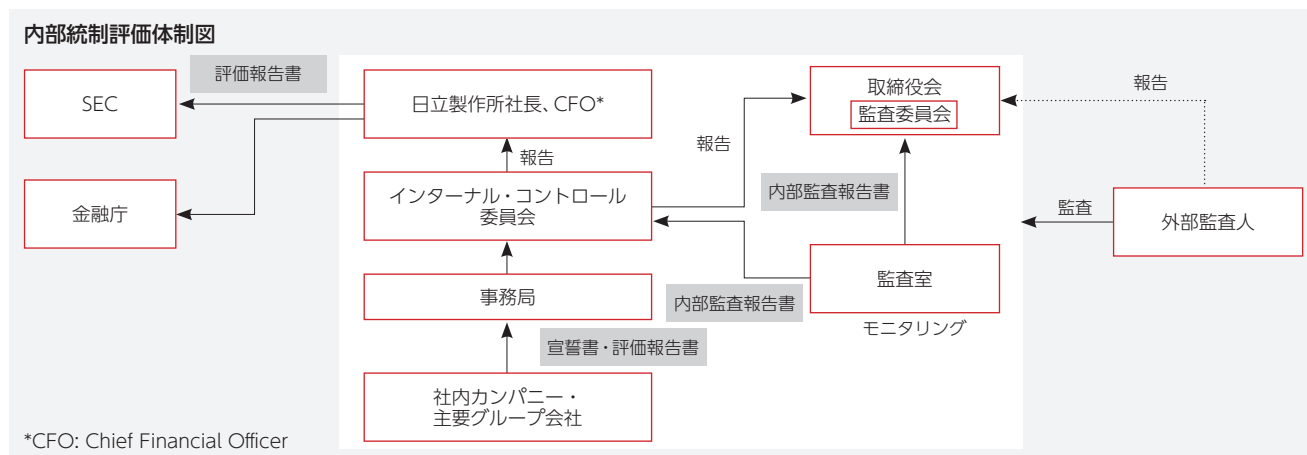 内部統制評価体制図
評価報告書
SEC
日立製作所社長、CFO*
取締役会
監査委員会
報告
報告
報告
インターナル・コントロール
委員会
内部監査報告書
金融庁
監査
外部監査人
事務局
内部監査報告書
監査室
モニタリング
宣誓書・評価報告書
社内カンパニー・
主要グループ会社
*CFO: Chief Financial Officer